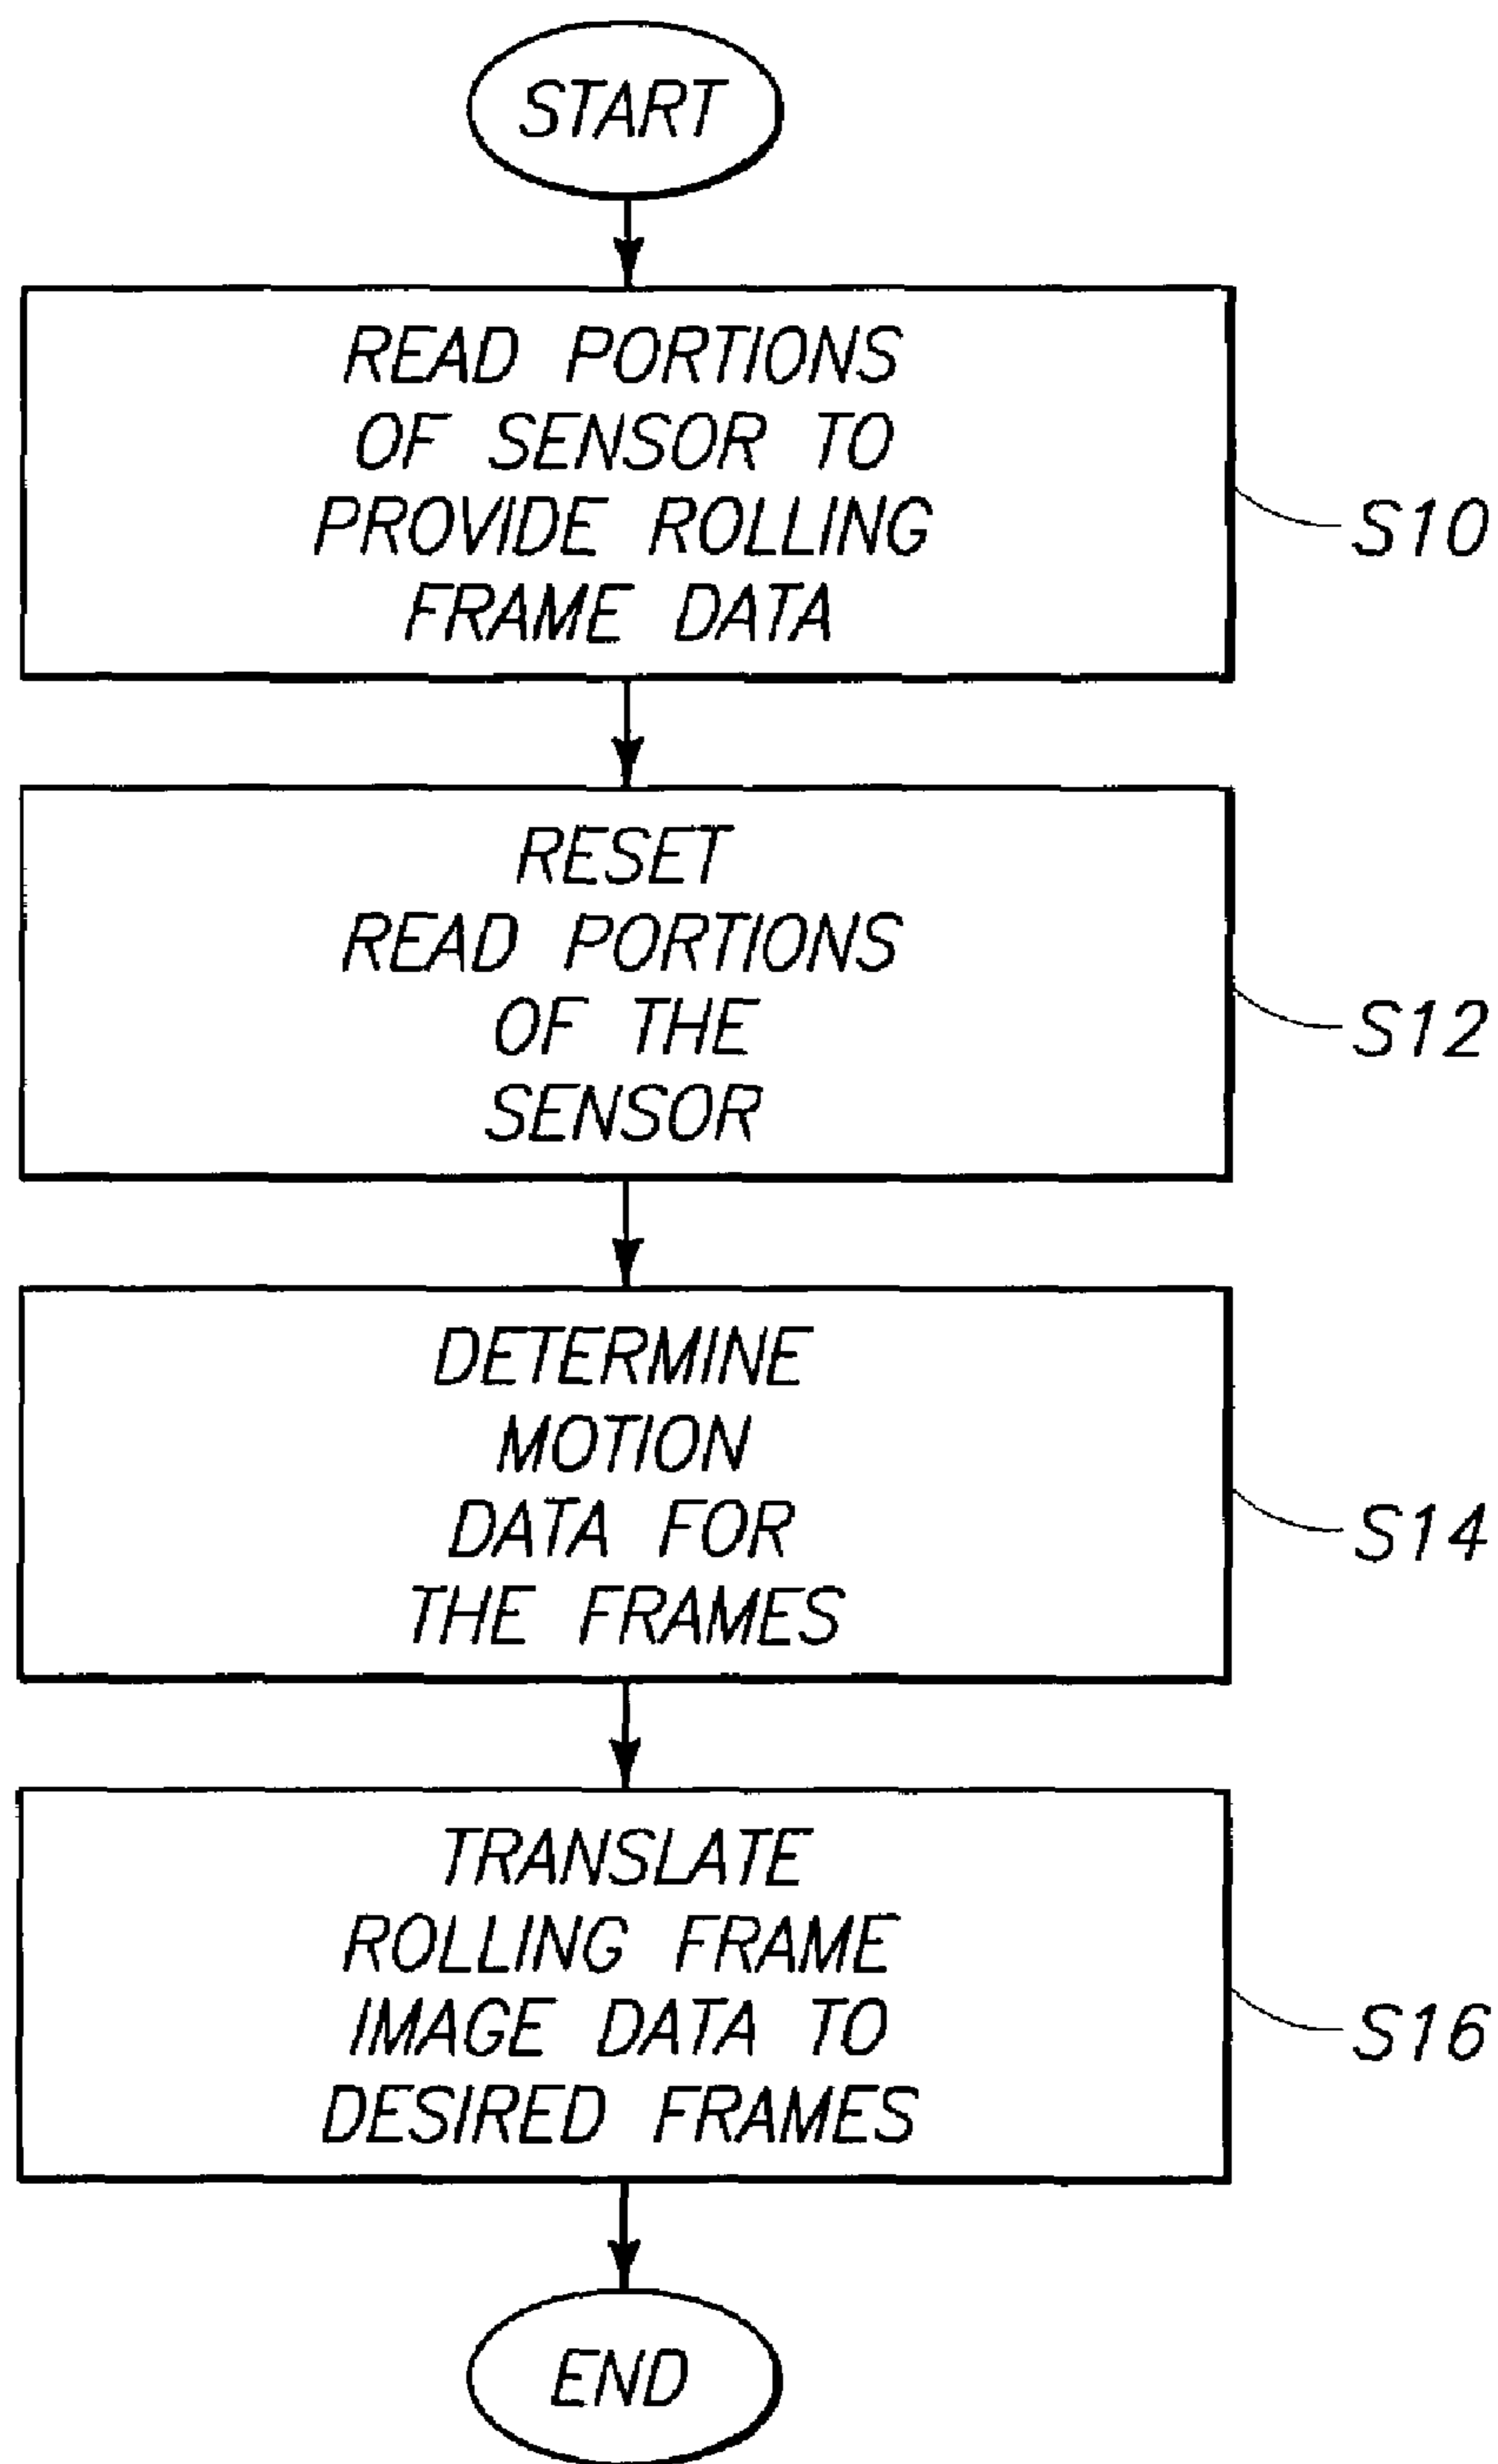 START
READ PORTIONS
OF SENSOR TO
PROVIDE ROLLING
FRAME DATA
S10
RESET
READ PORTIONS
OF THE
SENSOR
S12
DETERMINE
MOTION
DATA FOR
THE FRAMES
S14
TRANSLATE
ROLLING FRAME
IMAGE DATA TO
DESIRED FRAMES
S16
END